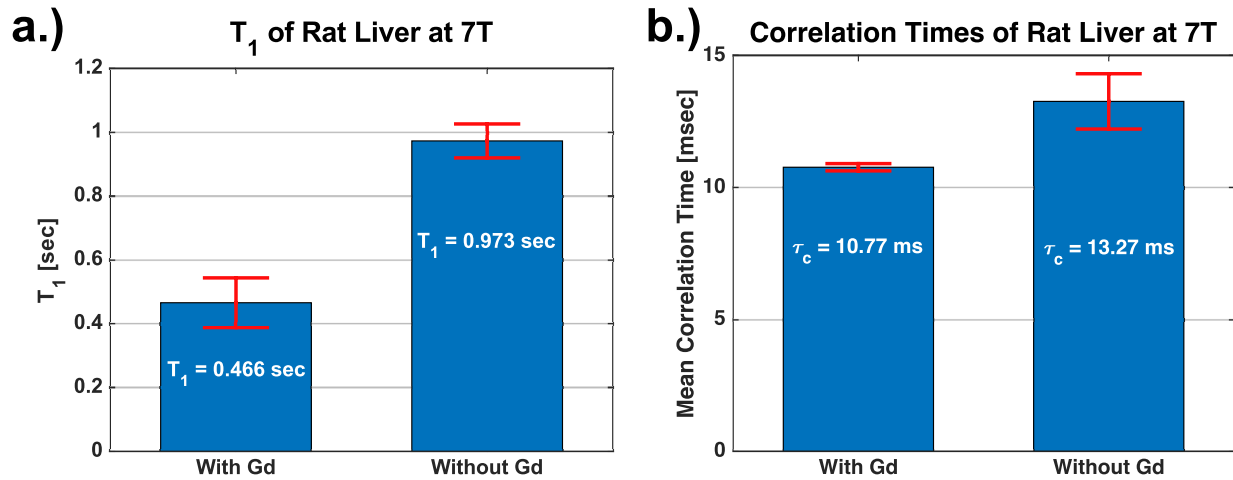 a.)
T1 of Rat Liver at 7T
T1 [sec]
1.2
1
0.8
0.6
0.4
0.2
0
T1 = 0.466 sec
T1 = 0.973 sec
With Gd
Without Gd
b.)
Correlation Times of Rat Liver at 7T
Mean Correlation Time [msec]
15
10
5
0
τc = 10.77 ms
τc = 13.27 ms
With Gd
Without Gd